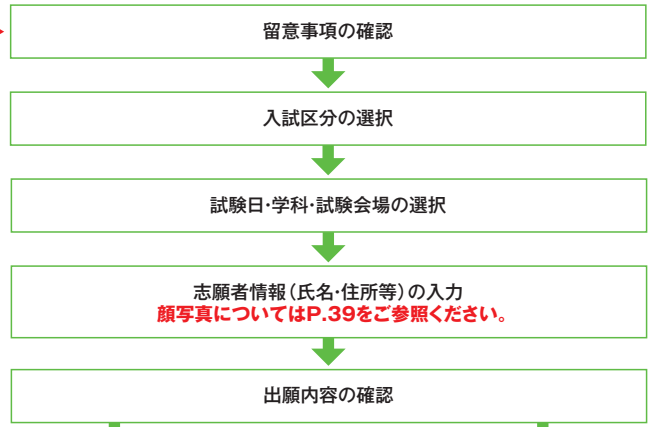 留意事項の確認
入試区分の選択
試験日・学科・試験会場の選択
志願者情報（氏名・住所等）の入力
顔写真についてはP.39をご参照ください。
出願内容の確認